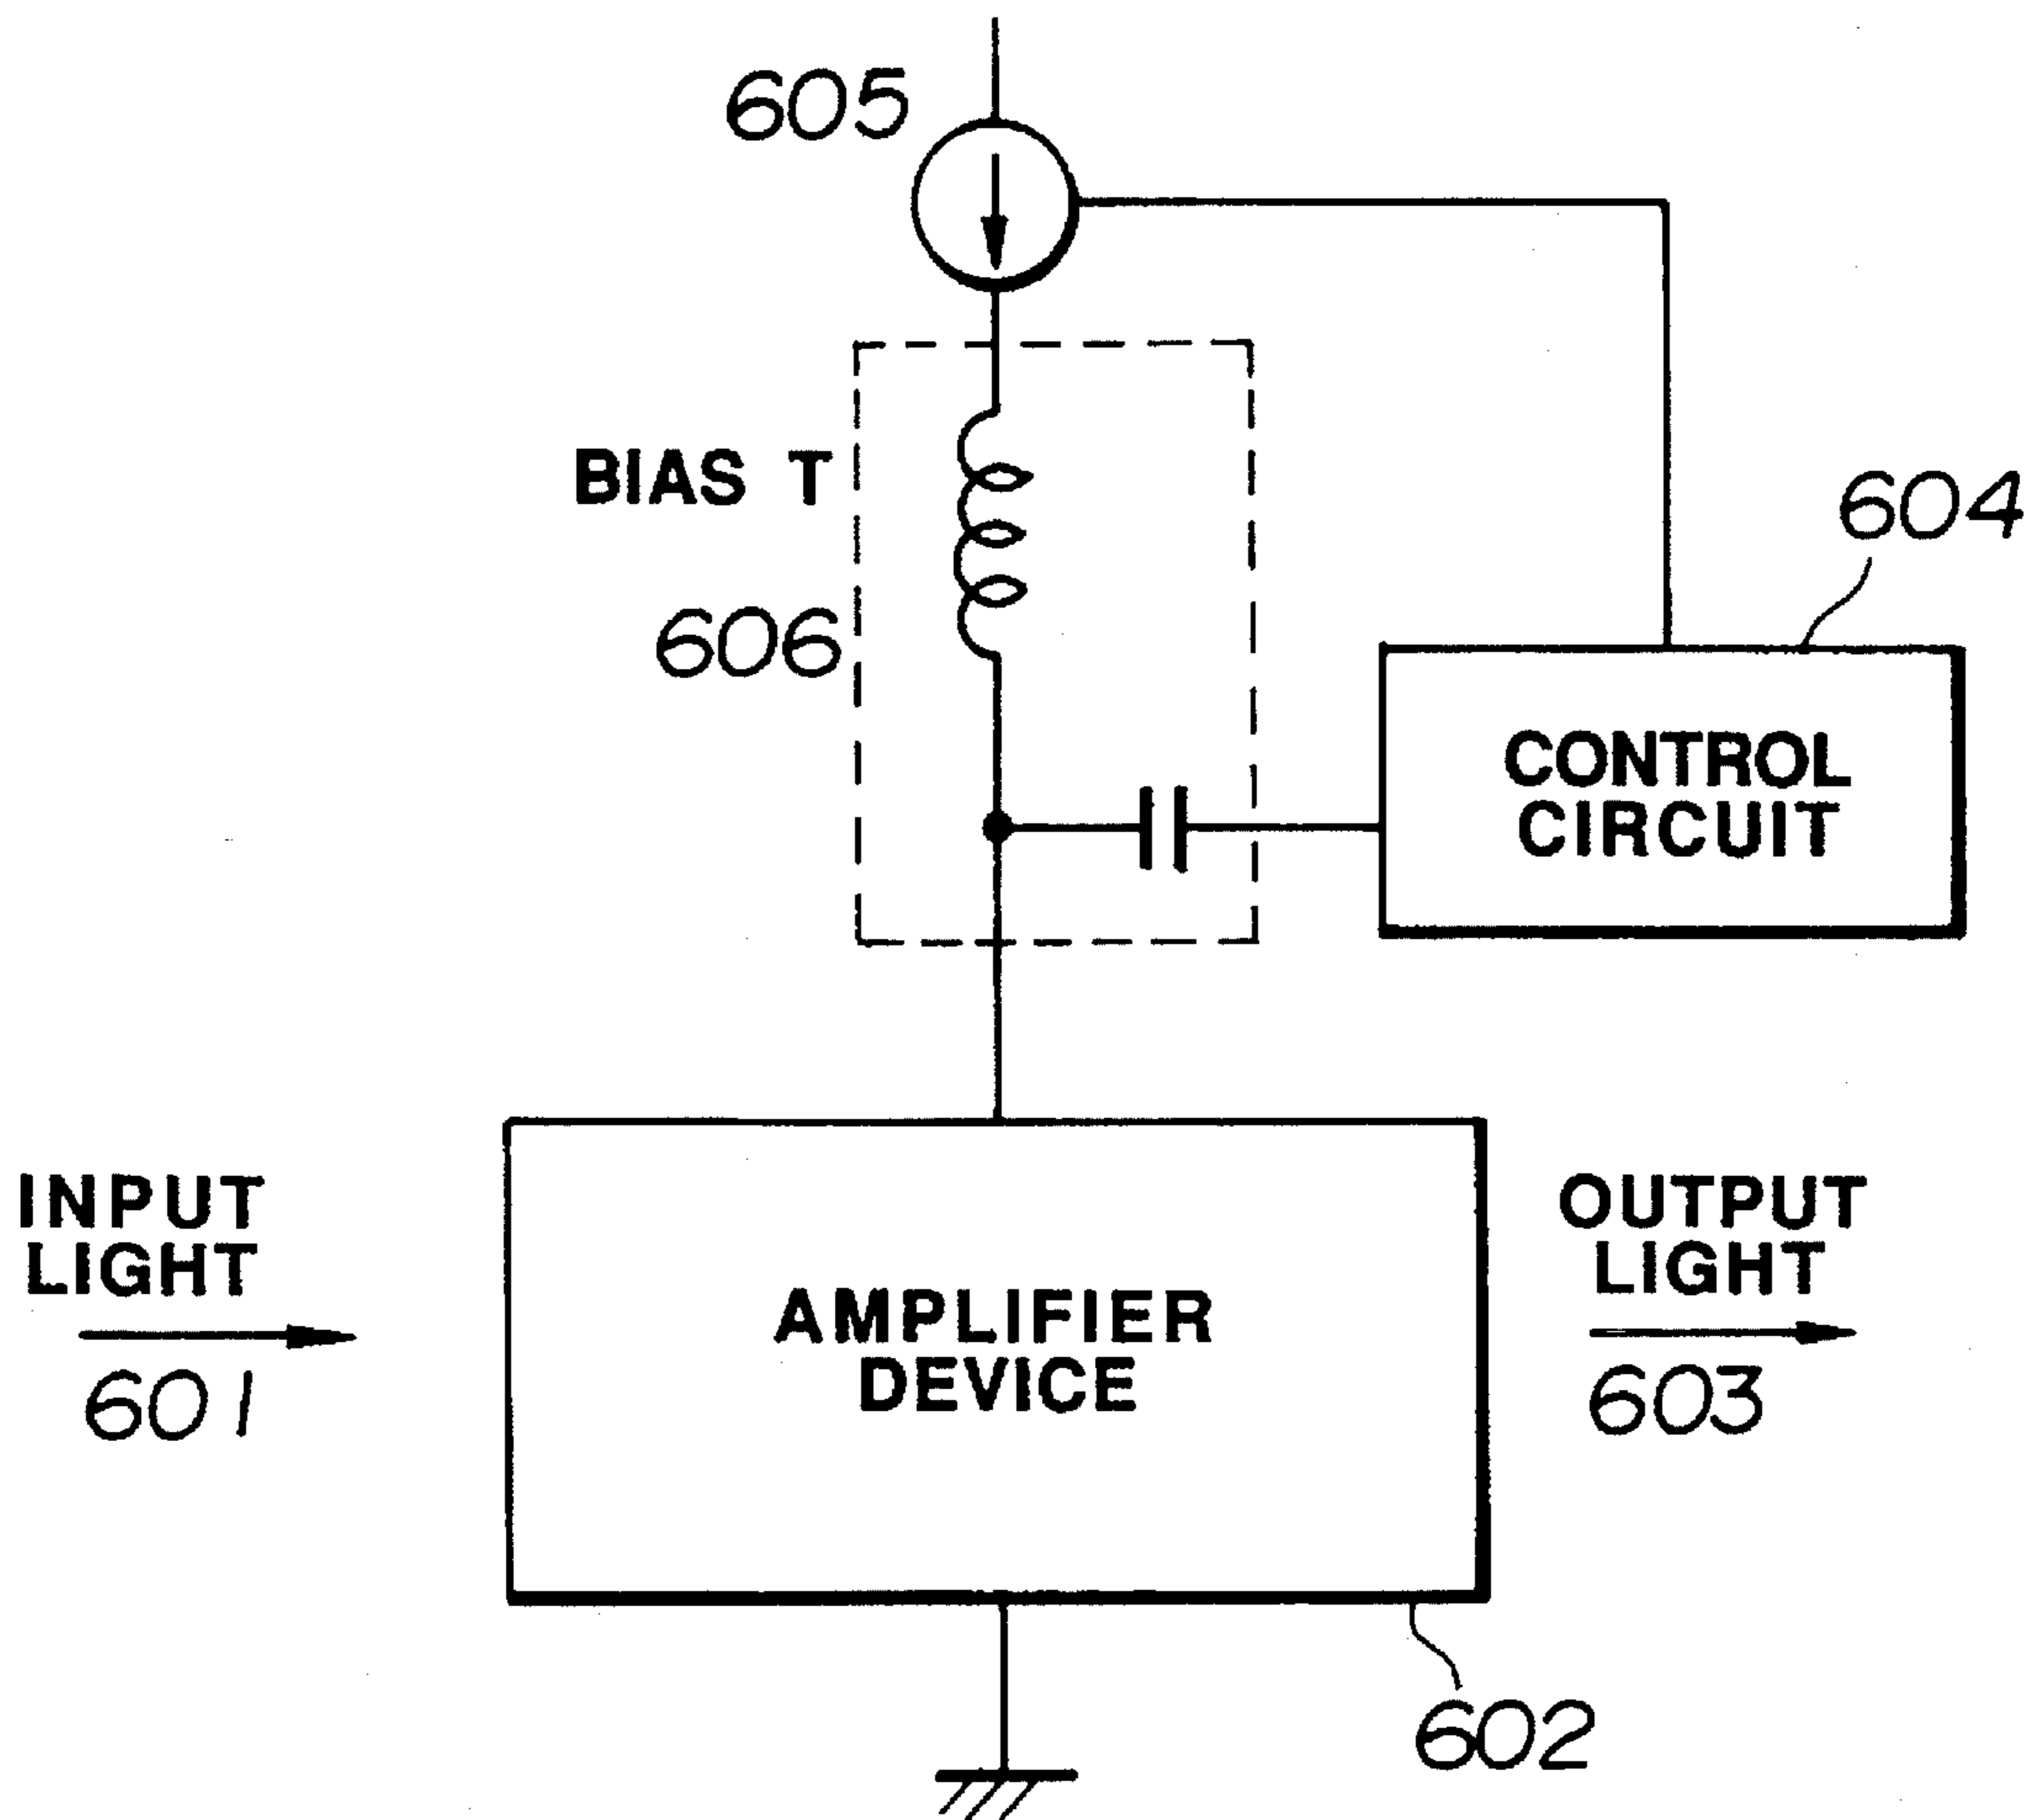 605
BIAS T
604
606
CONTROL
CIRCUIT
INPUT
LIGHT
601
AMPLIFIER
DEVICE
OUTPUT
LIGHT
603
602